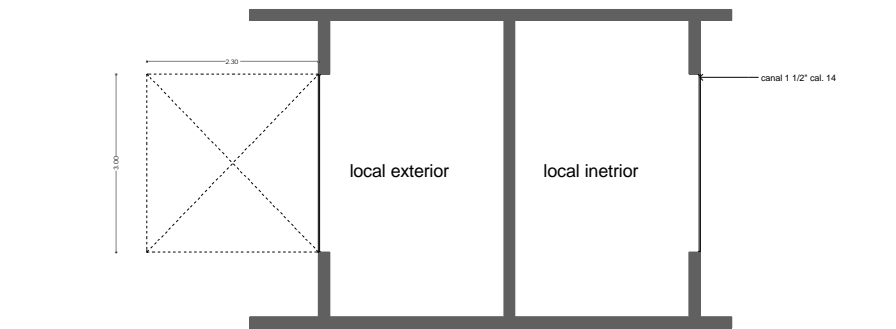 2.30
canal 1 1/2" cal. 14
3.00
local exterior
local inetrior